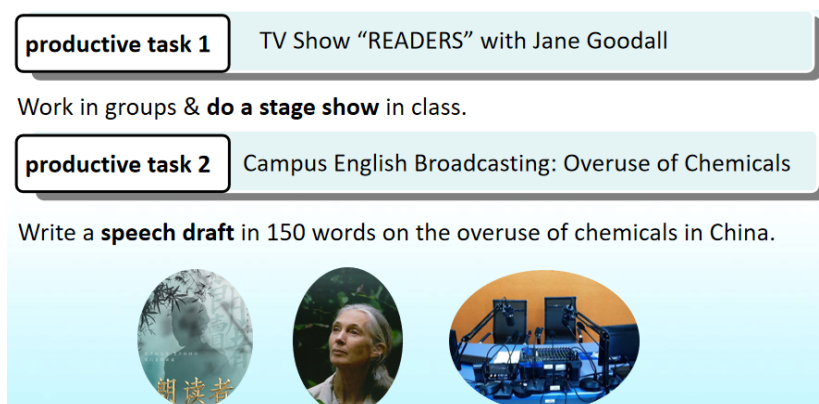 productive task 1
TV Show “READERS” with Jane Goodall
Work in groups & do a stage show in class.
productive task 2
Campus English Broadcasting: Overuse of Chemicals
Write a speech draft in 150 words on the overuse of chemicals in China.
朗读者